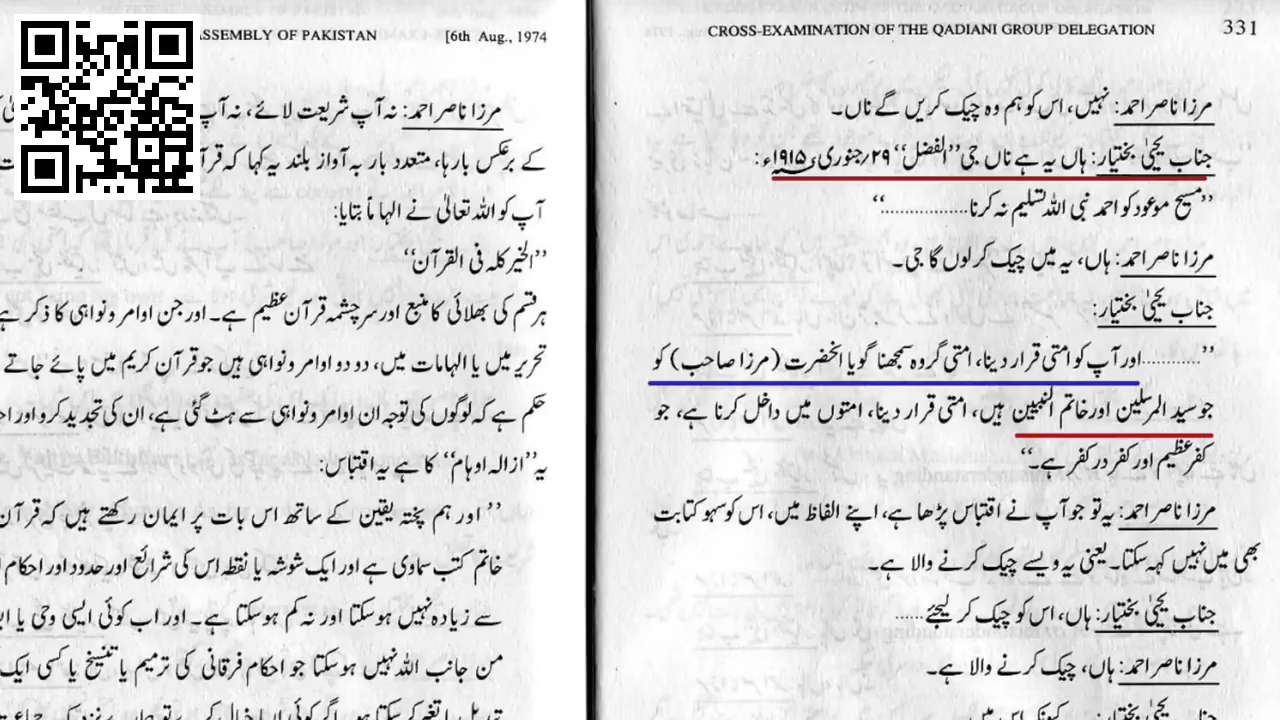 ASSEMBLY OF PAKISTAN [6th Aug., 1974
مرزا ناصر احمد: نہ آپ شریعت لائے، نہ آپ
کے برعکس بارہا، متعدد بار بہ آواز بلند یہ کہا کہ قرآ
آپ کو اللہ تعالیٰ نے الہاماً بتایا:
”الخیر کلہ فی القرآن“
ہر قسم کی بھلائی کا منبع اور سرچشمہ قرآن عظیم ہے۔ اور جن اوامر ونواہی کا ذکر ہے
تحریر میں یا الہامات میں، دو دو اوامر ونواہی ہیں جو قرآن کریم میں پائے جاتے
حکم ہے کہ لوگوں کی توجہ ان اوامر ونواہی سے ہٹ گئی ہے، ان کی تجدید کرو اور اح
یہ ”ازالہ اوہام“ کا ہے یہ اقتباس:
”اور ہم پختہ یقین کے ساتھ اس بات پر ایمان رکھتے ہیں کہ قرآن
خاتم کتب سماوی ہے اور ایک شوشہ یا نقطہ اس کی شرائع اور حدود اور احکام ا
سے زیادہ نہیں ہو سکتا اور نہ کم ہو سکتا ہے۔ اور اب کوئی ایسی وحی یا ای
من جانب اللہ نہیں ہو سکتا جو احکام فرقانی کی ترمیم یا تنسیخ یا کسی ایک
CROSS-EXAMINATION OF THE QADIANI GROUP DELEGATION 331
مرزا ناصر احمد: نہیں، اس کو ہم وہ چیک کریں گے ناں۔
جناب یحییٰ بختیار: ہاں یہ ہے ناں جی ”الفضل“ ۲۹؍جنوری ۱۹۱۵ء:
”مسیح موعود کو احمد نبی اللہ تسلیم نہ کرنا..................“
مرزا ناصر احمد: ہاں، یہ میں چیک کر لوں گا جی۔
جناب یحییٰ بختیار:
”............اور آپ کو امتی قرار دینا، امتی گروہ سمجھنا گویا آنحضرت (مرزا صاحب) کو
جو سید المرسلین اور خاتم النبیین ہیں، امتی قرار دینا، امتوں میں داخل کرنا ہے، جو
کفر عظیم اور کفر در کفر ہے۔“
مرزا ناصر احمد: یہ تو جو آپ نے اقتباس پڑھا ہے، اپنے الفاظ میں، اس کو سہو کتابت
بھی میں نہیں کہہ سکتا۔ یعنی یہ ویسے چیک کرنے والا ہے۔
جناب یحییٰ بختیار: ہاں، اس کو چیک کر لیجئے......
مرزا ناصر احمد: ہاں، چیک کرنے والا ہے۔
جناب یحییٰ بختیار: کیونکہ اس میں